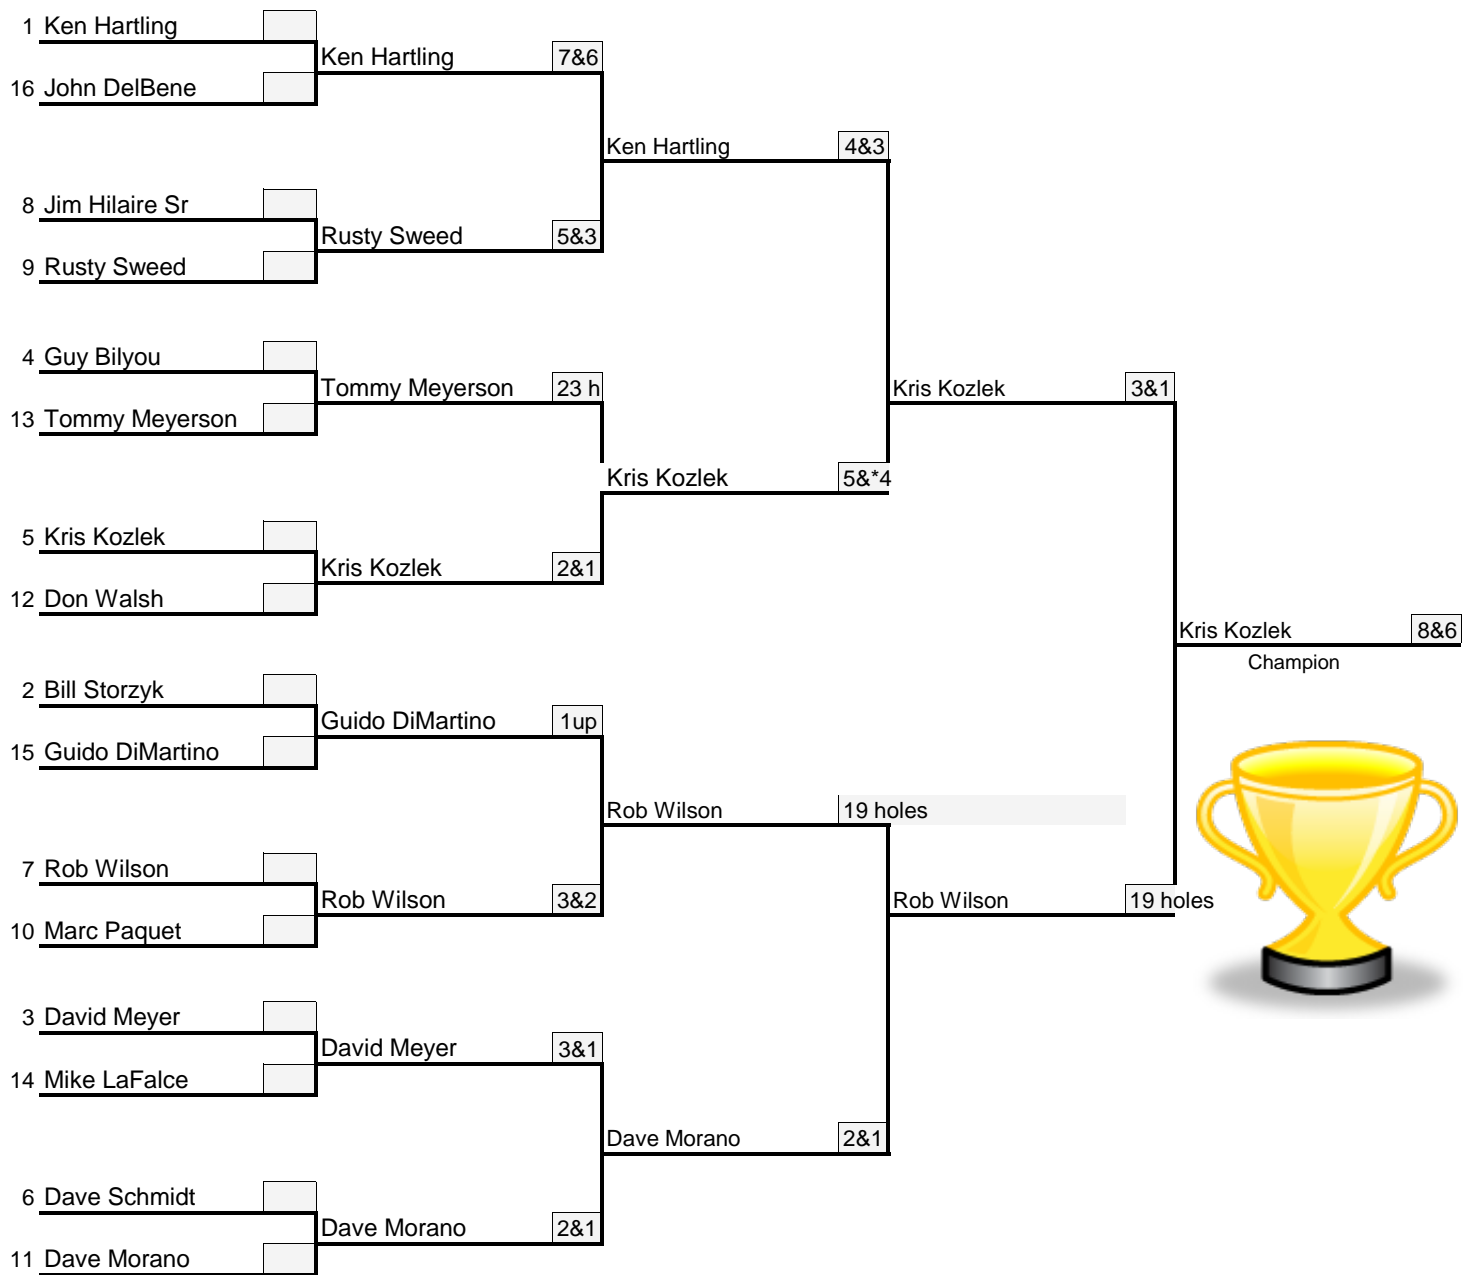 1 Ken Hartling
Ken Hartling 7&6
16 John DelBene
Ken Hartling 4&3
8 Jim Hilaire Sr
Rusty Sweed 5&3
9 Rusty Sweed
4 Guy Bilyou
Tommy Meyerson 23 h
Kris Kozlek 3&1
13 Tommy Meyerson
Kris Kozlek 5&*4
5 Kris Kozlek
Kris Kozlek 2&1
12 Don Walsh
Kris Kozlek 8&6
Champion
2 Bill Storzyk
Guido DiMartino 1up
15 Guido DiMartino
Rob Wilson 19 holes
7 Rob Wilson
Rob Wilson 3&2
Rob Wilson 19 holes
10 Marc Paquet
3 David Meyer
David Meyer 3&1
14 Mike LaFalce
Dave Morano 2&1
6 Dave Schmidt
Dave Morano 2&1
11 Dave Morano